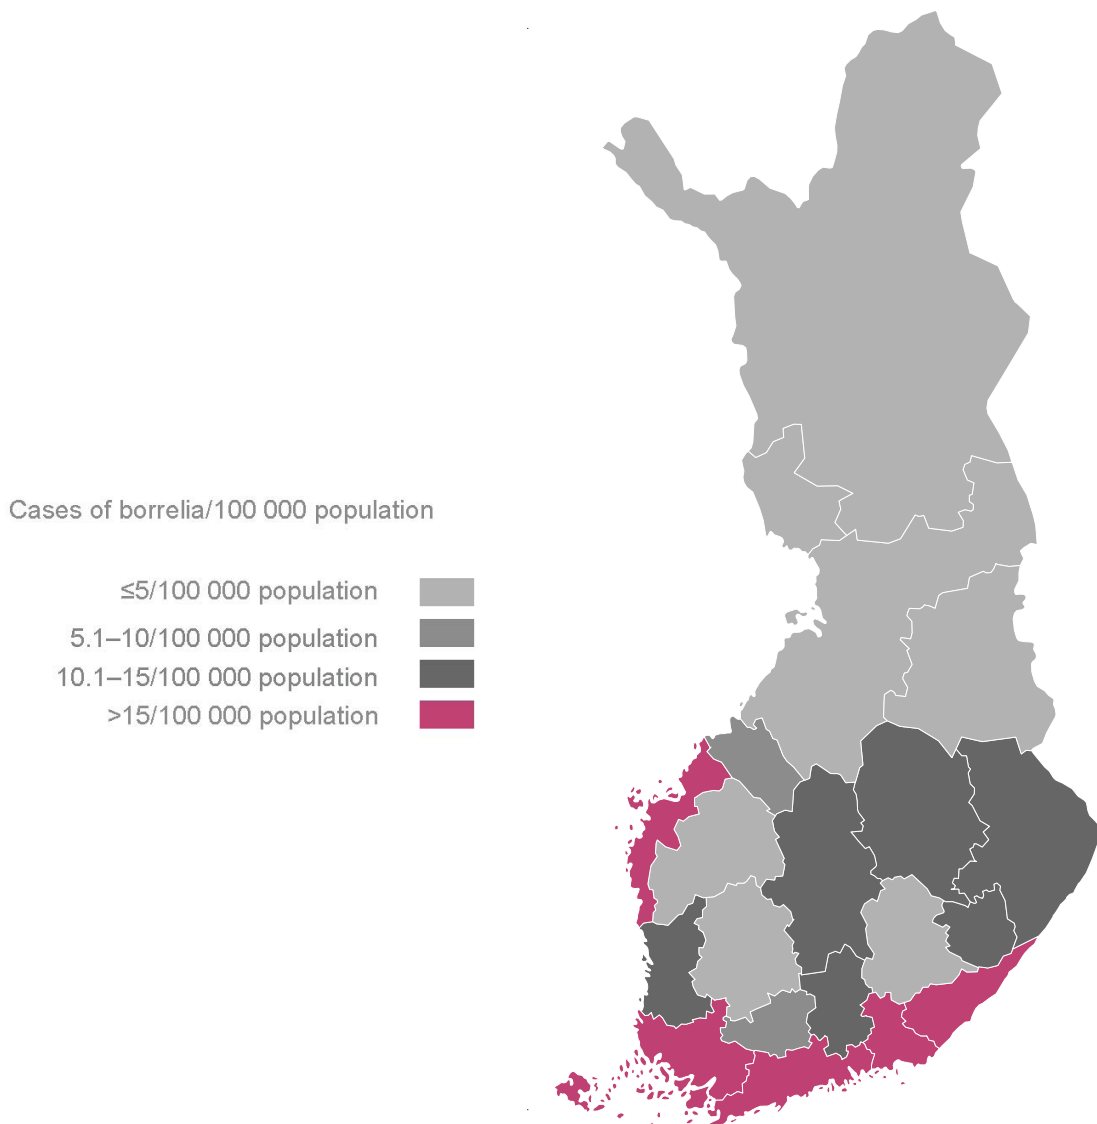 Cases of borrelia/100 000 population
≤5/100 000 population
5.1–10/100 000 population
10.1–15/100 000 population
>15/100 000 population